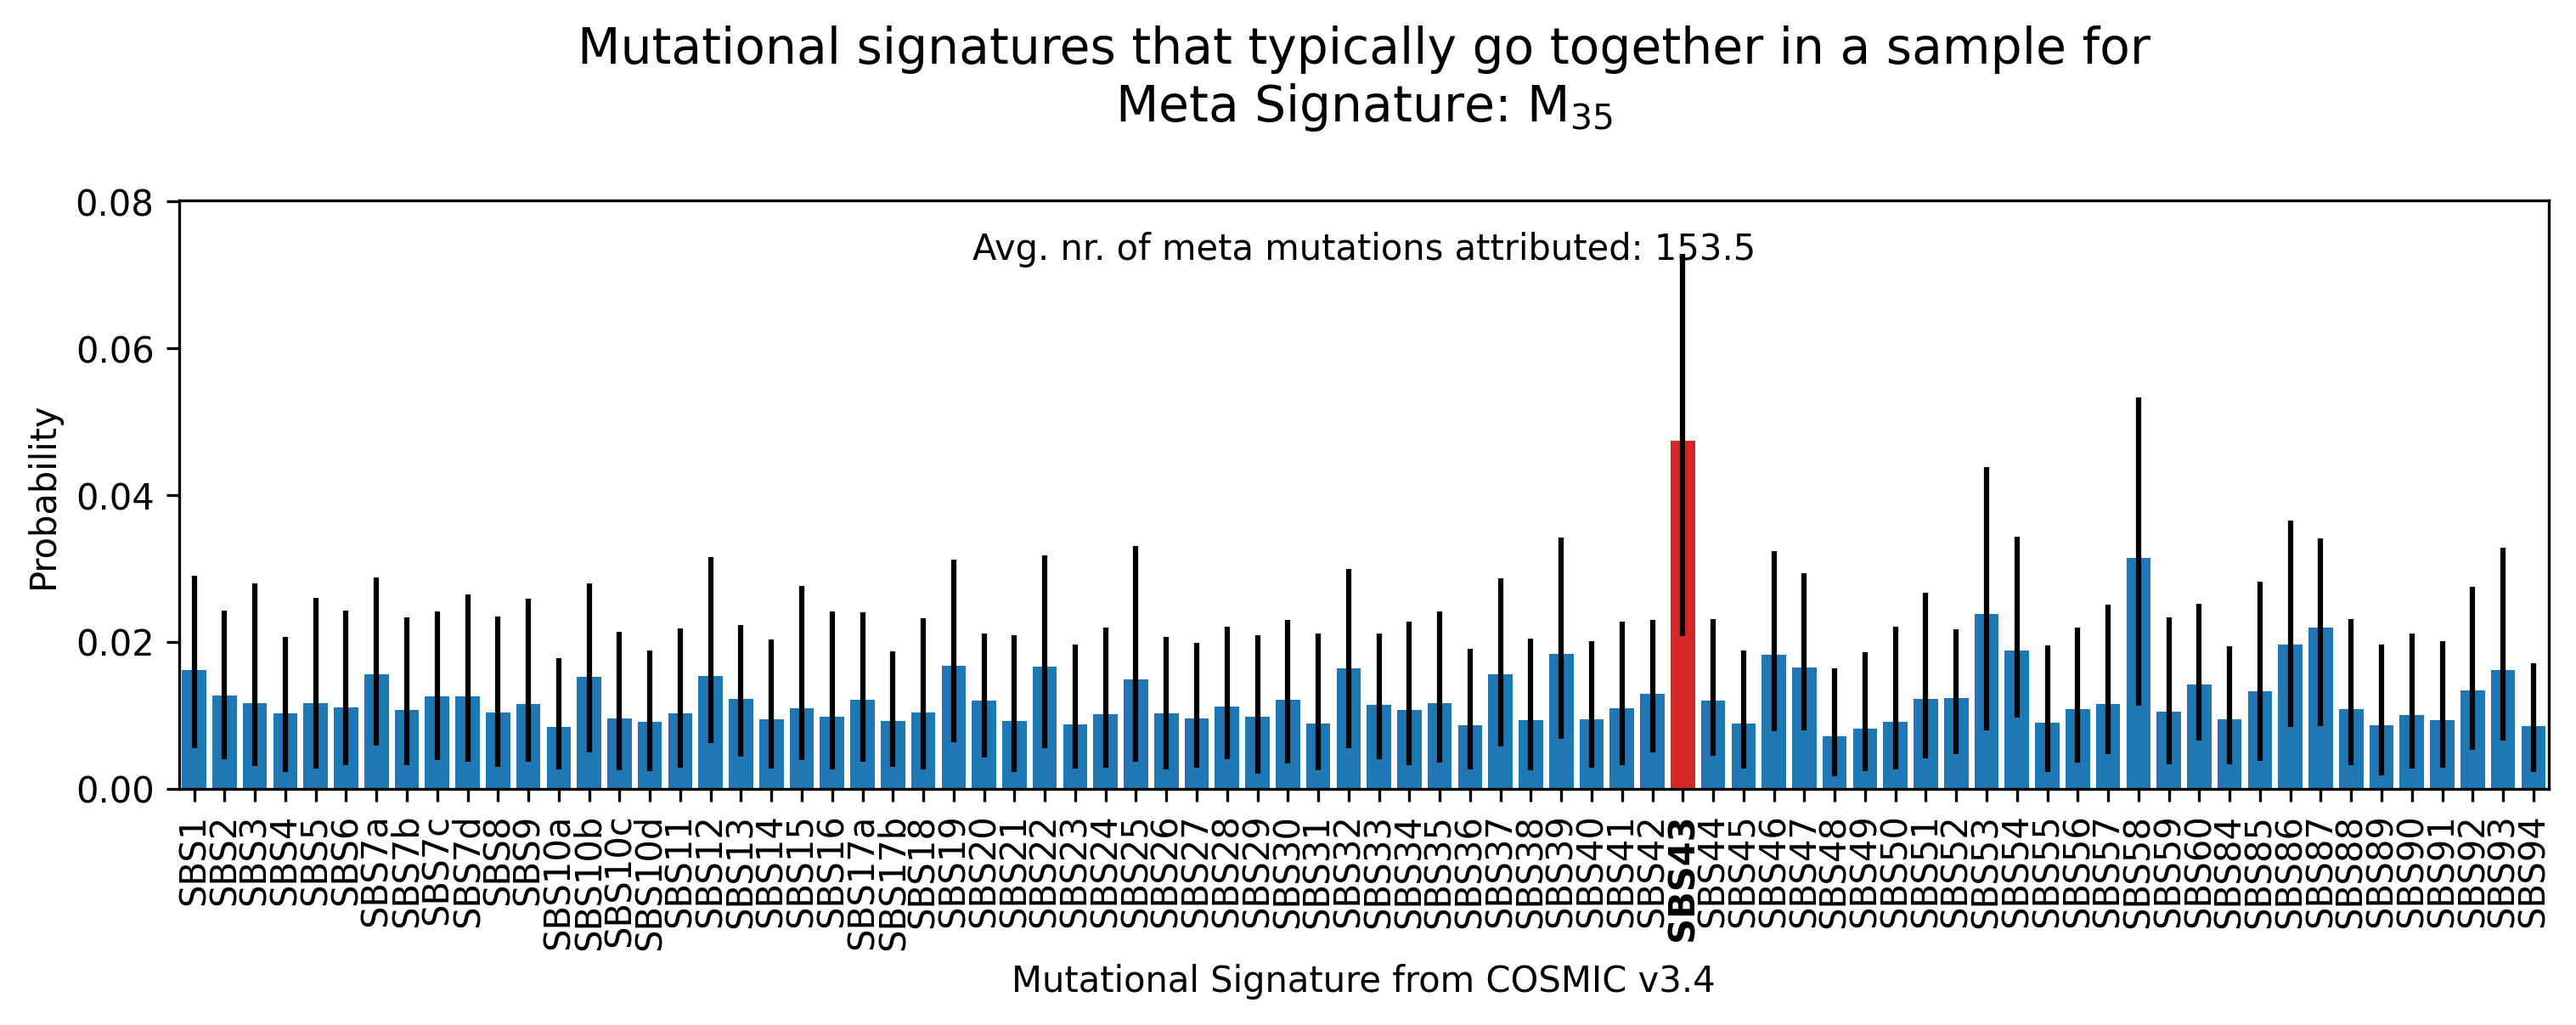 Mutational signatures that typically go together in a sample for
Meta Signature: M₃₅
Avg. nr. of meta mutations attributed: 153.5
Probability
0.08
0.06
0.04
0.02
0.00
SBS1
SBS2
SBS3
SBS4
SBS5
SBS6
SBS7a
SBS7b
SBS7c
SBS7d
SBS8
SBS9
SBS10a
SBS10b
SBS10c
SBS10d
SBS11
SBS12
SBS13
SBS14
SBS15
SBS16
SBS17a
SBS17b
SBS18
SBS19
SBS20
SBS21
SBS22
SBS23
SBS24
SBS25
SBS26
SBS27
SBS28
SBS29
SBS30
SBS31
SBS32
SBS33
SBS34
SBS35
SBS36
SBS37
SBS38
SBS39
SBS40
SBS41
SBS42
SBS43
SBS44
SBS45
SBS46
SBS47
SBS48
SBS49
SBS50
SBS51
SBS52
SBS53
SBS54
SBS55
SBS56
SBS57
SBS58
SBS59
SBS60
SBS84
SBS85
SBS86
SBS87
SBS88
SBS89
SBS90
SBS91
SBS92
SBS93
SBS94
Mutational Signature from COSMIC v3.4